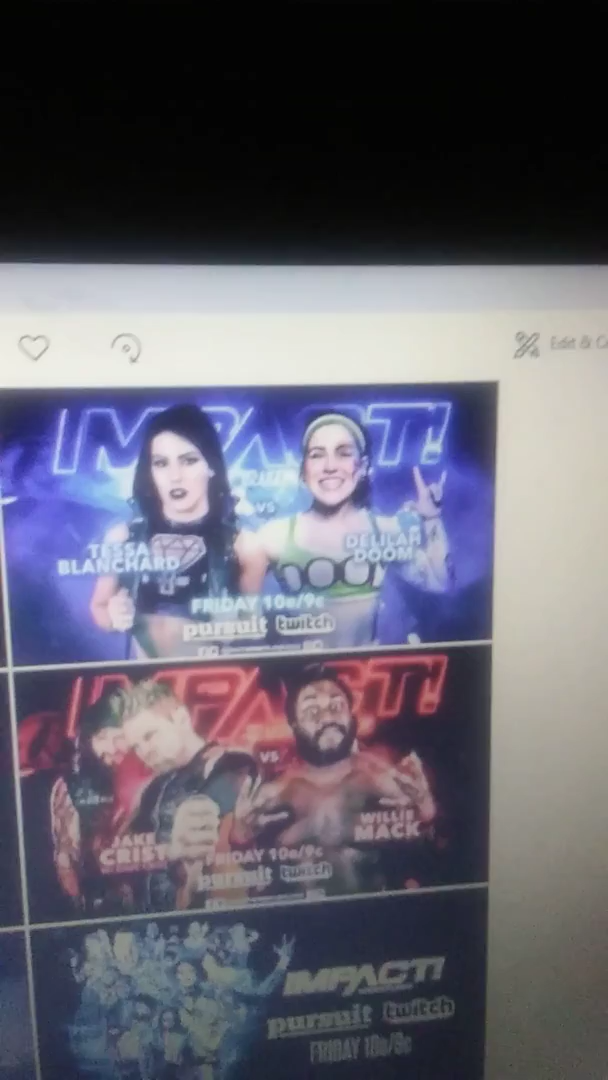 Edit & C
IMPACT!
VS
TESSA
BLANCHARD
DELILAH
DOOM
FRIDAY 10e/9c
pursuit twitch
IMPACT!
VS
JAKE
CRIST
WILLIE
MACK
FRIDAY 10e/9c
pursuit twitch
IMPACT!
pursuit twitch
FRIDAY 10e/9c